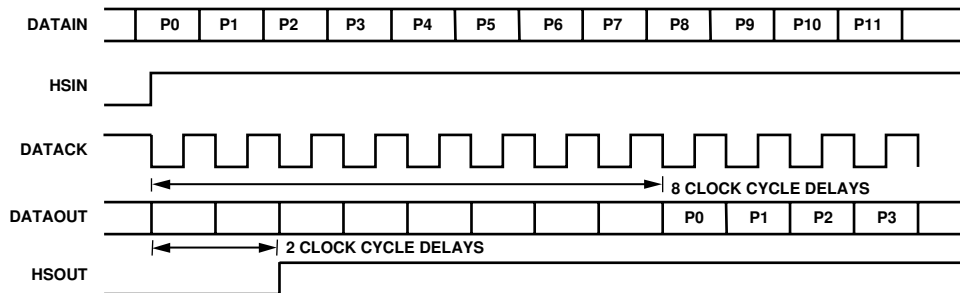 DATAIN P0 P1 P2 P3 P4 P5 P6 P7 P8 P9 P10 P11
HSIN
DATACK
8 CLOCK CYCLE DELAYS
DATAOUT P0 P1 P2 P3
2 CLOCK CYCLE DELAYS
HSOUT